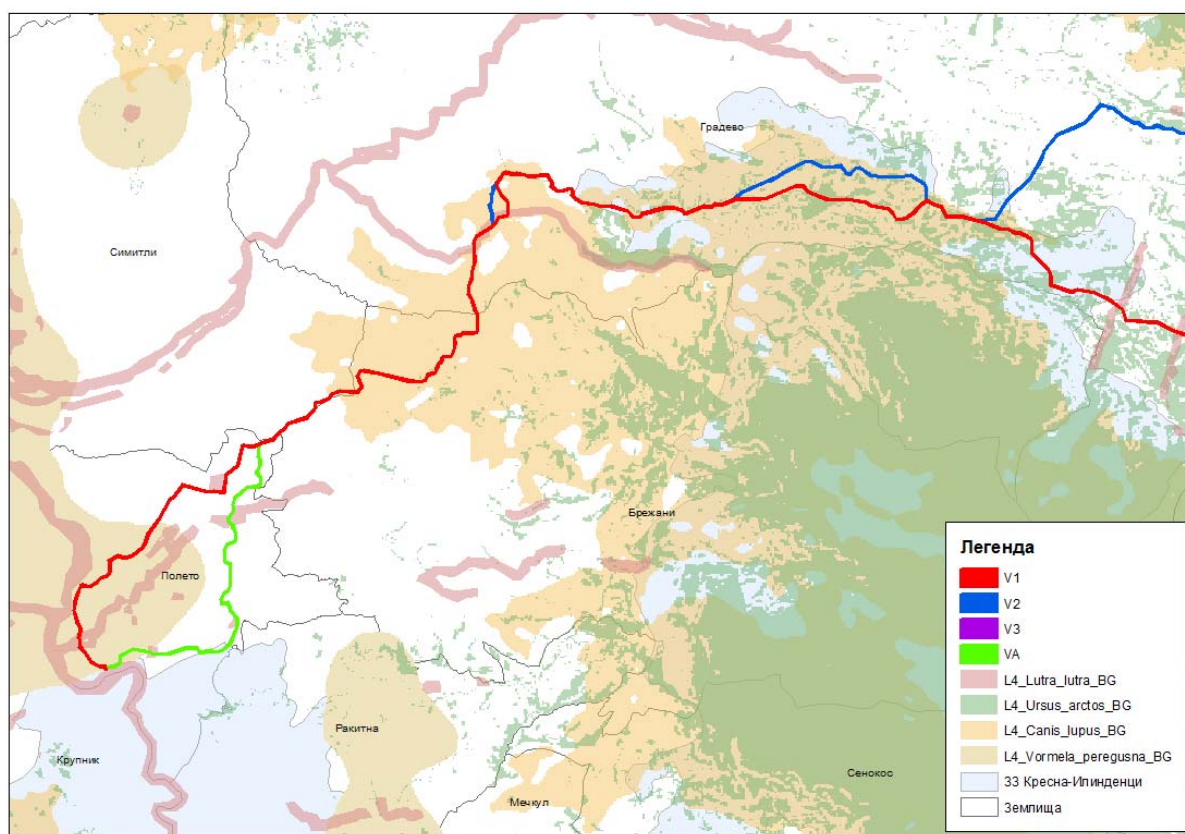 Градево
Симитли
Брежани
Полето
Ракитна
Крупник
Мечкул
Сенокос
Легенда
V1
V2
V3
VA
L4_Lutra_lutra_BG
L4_Ursus_arctos_BG
L4_Canis_lupus_BG
L4_Vormela_peregusna_BG
33 Кресна-Илинденци
Землища